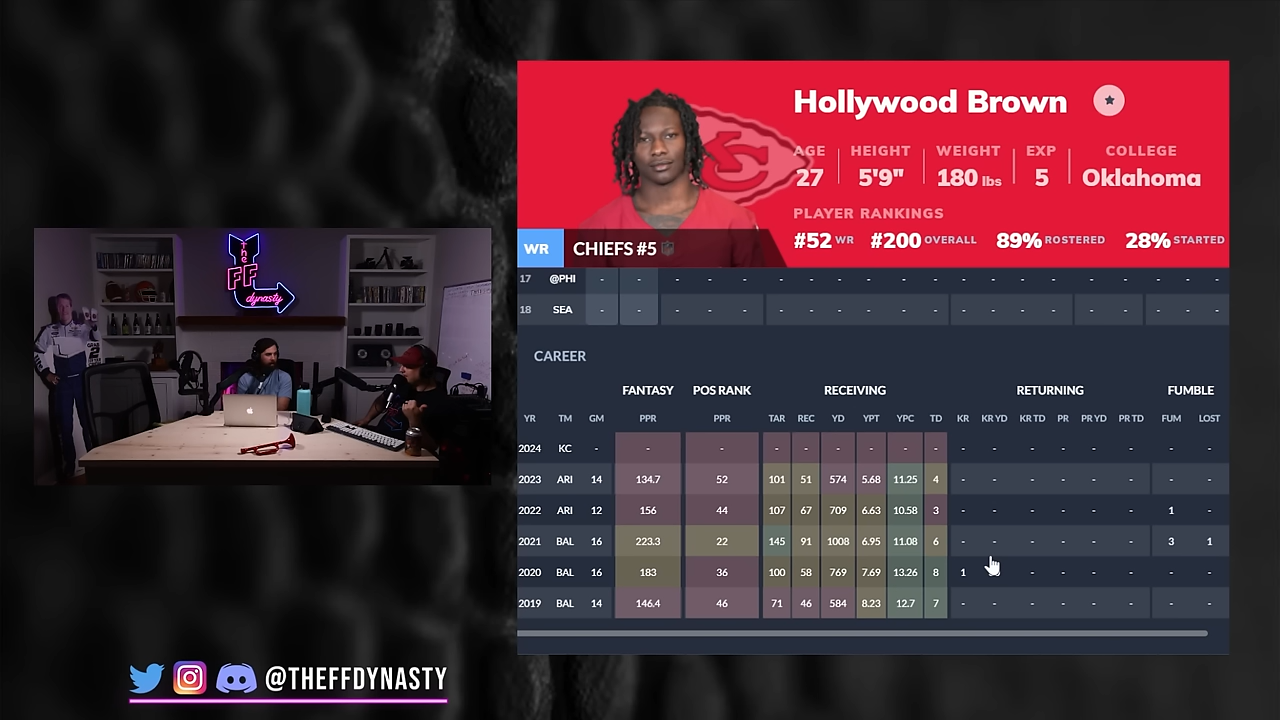 Hollywood Brown
AGE HEIGHT WEIGHT EXP COLLEGE
27 5'9" 180 lbs 5 Oklahoma
PLAYER RANKINGS
#52 WR #200 OVERALL 89% ROSTERED 28% STARTED
WR CHIEFS #5
17 @PHI - - - - - - - - - - - - - - - - - -
18 SEA - - - - - - - - - - - - - - - - - -
CAREER
FANTASY POS RANK RECEIVING RETURNING FUMBLE
YR TM GM PPR PPR TAR REC YD YPT YPC TD KR KR YD KR TD PR PR YD PR TD FUM LOST
2024 KC - - - - - - - - - - - - - - - - -
2023 ARI 14 134.7 52 101 51 574 5.68 11.25 4 - - - - - - - -
2022 ARI 12 156 44 107 67 709 6.63 10.58 3 - - - - - - 1 -
2021 BAL 16 223.3 22 145 91 1008 6.95 11.08 6 - - - - - - 3 1
2020 BAL 16 183 36 100 58 769 7.69 13.26 8 1 - - - - - -
2019 BAL 14 146.4 46 71 46 584 8.23 12.7 7 - - - - - - - -
The
FF
dynasty
@THEFFDYNASTY